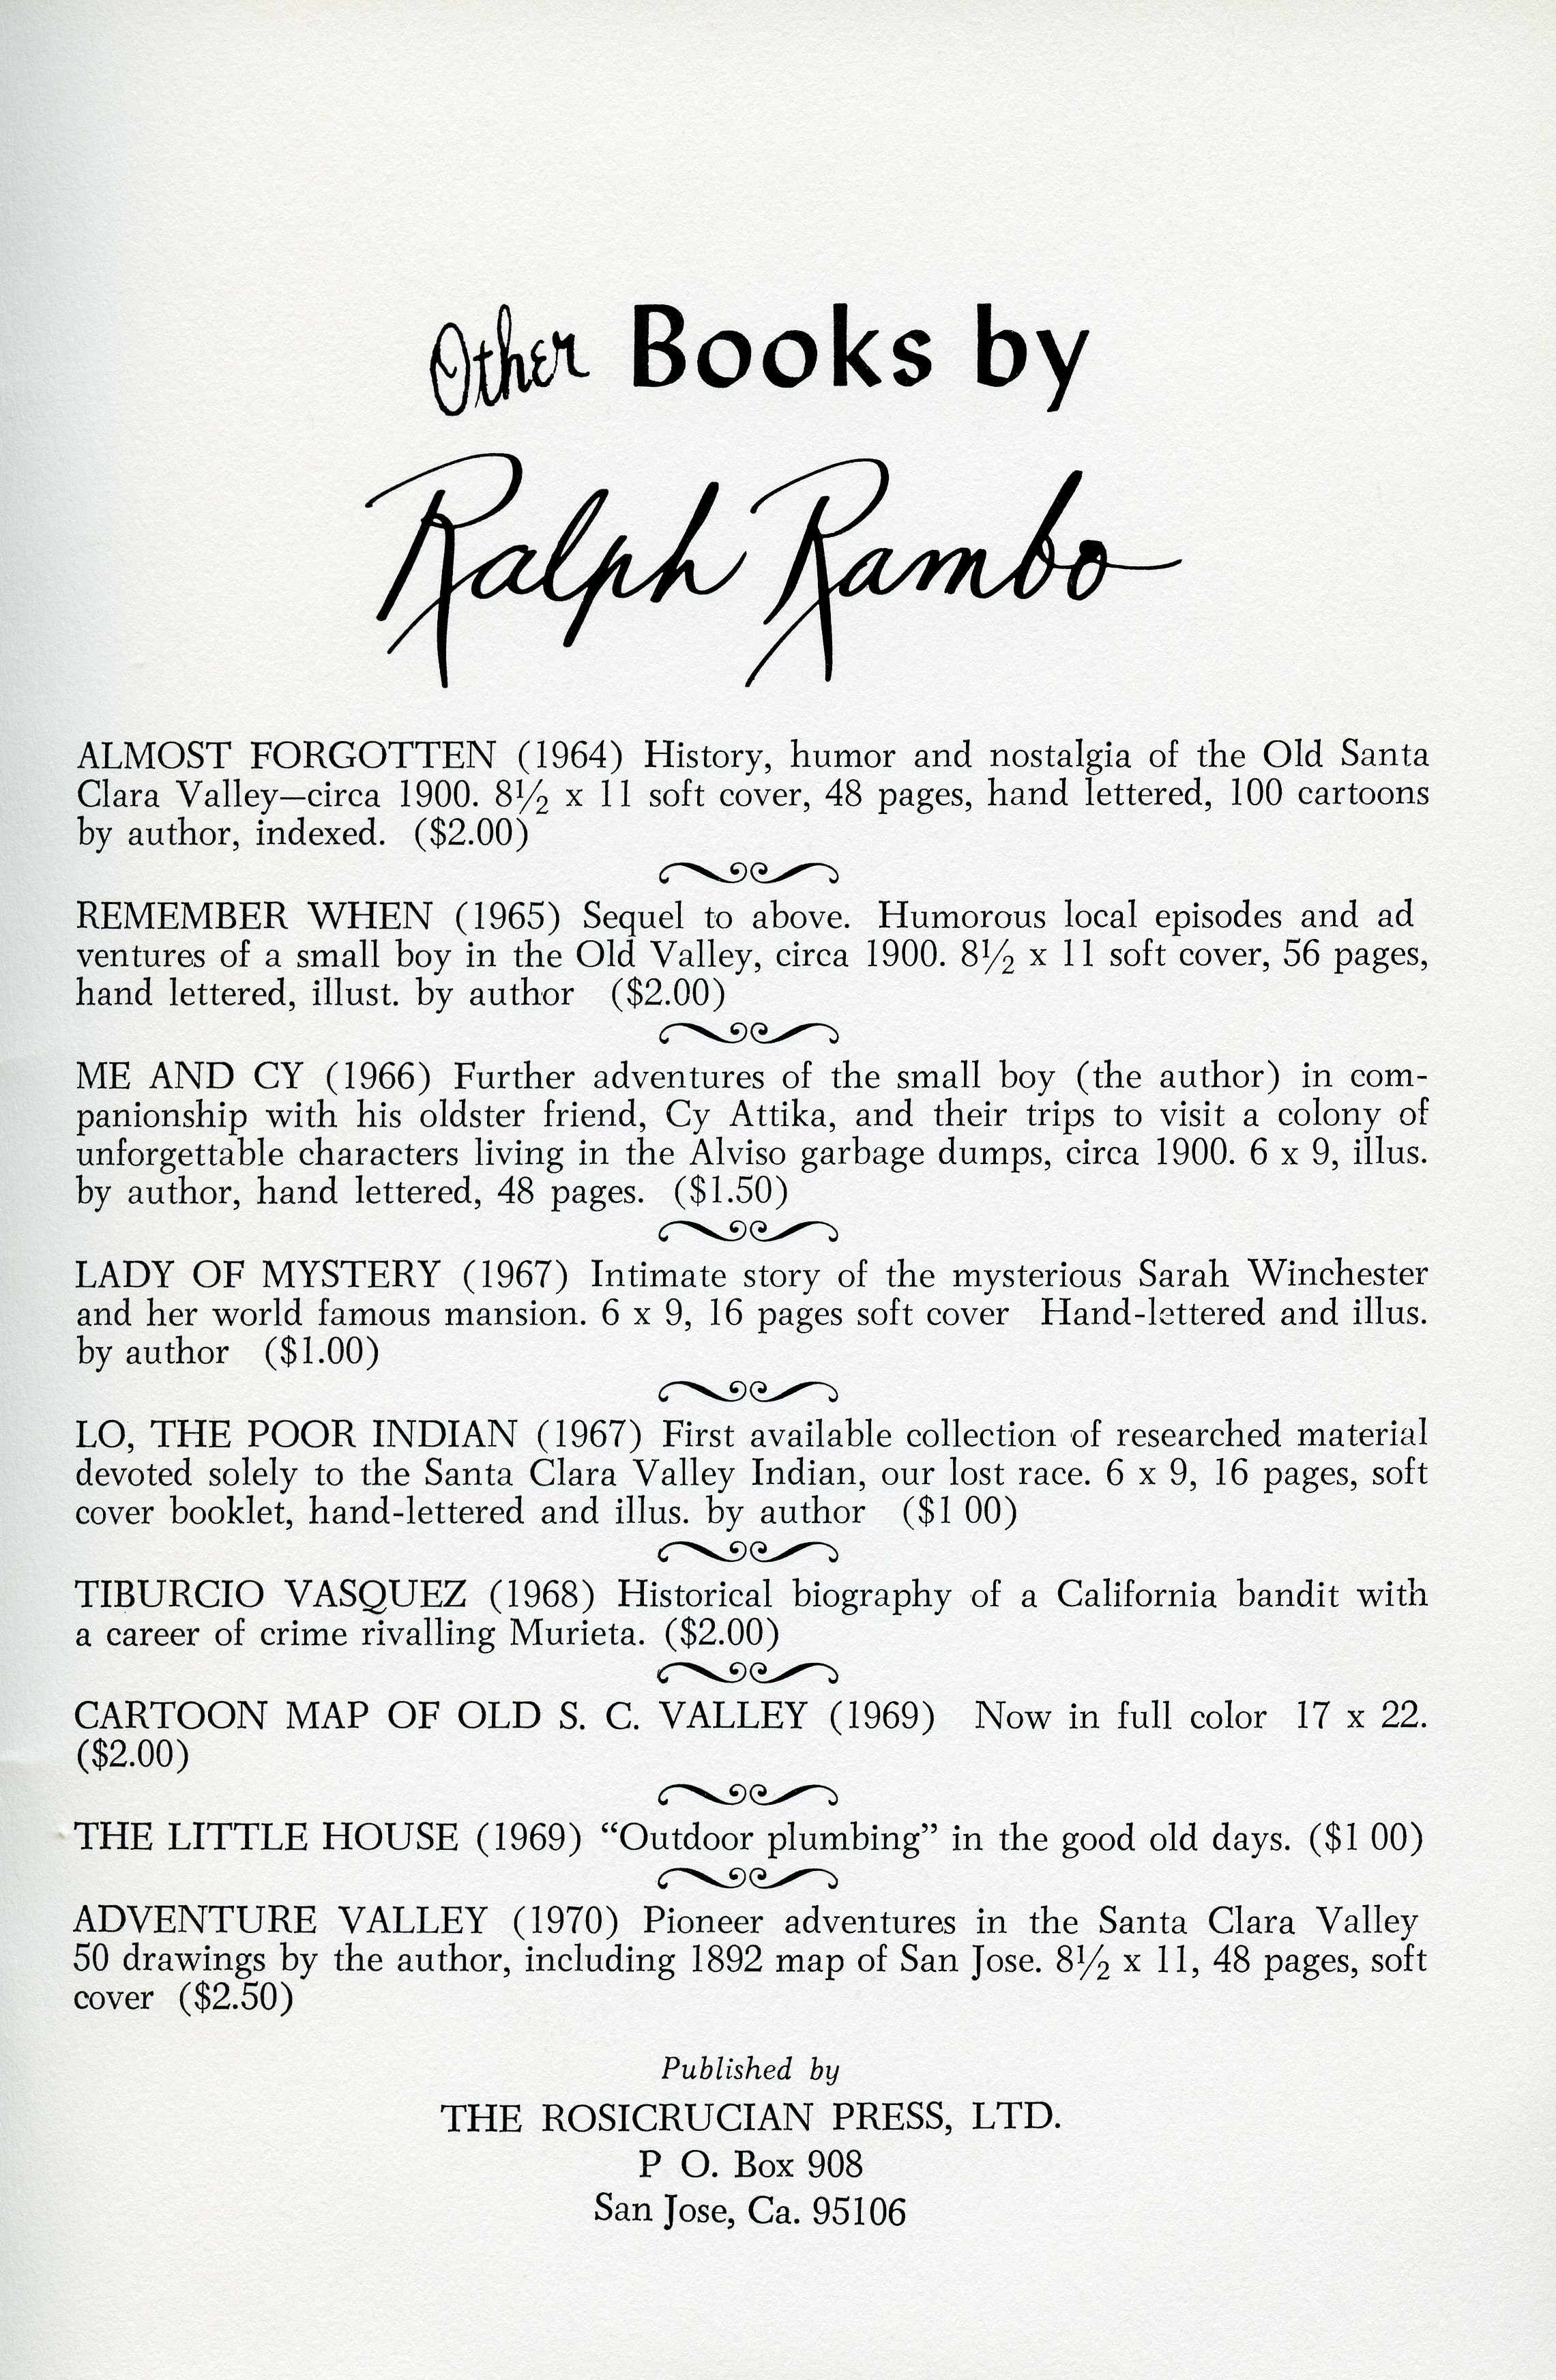 Other Books by
Ralph Rambo
ALMOST FORGOTTEN (1964) History, humor and nostalgia of the Old Santa
Clara Valley—circa 1900. 8½ x 11 soft cover, 48 pages, hand lettered, 100 cartoons
by author, indexed. ($2.00)
REMEMBER WHEN (1965) Sequel to above. Humorous local episodes and ad
ventures of a small boy in the Old Valley, circa 1900. 8½ x 11 soft cover, 56 pages,
hand lettered, illust. by author ($2.00)
ME AND CY (1966) Further adventures of the small boy (the author) in com-
panionship with his oldster friend, Cy Attika, and their trips to visit a colony of
unforgettable characters living in the Alviso garbage dumps, circa 1900. 6 x 9, illus.
by author, hand lettered, 48 pages. ($1.50)
LADY OF MYSTERY (1967) Intimate story of the mysterious Sarah Winchester
and her world famous mansion. 6 x 9, 16 pages soft cover Hand-lettered and illus.
by author ($1.00)
LO, THE POOR INDIAN (1967) First available collection of researched material
devoted solely to the Santa Clara Valley Indian, our lost race. 6 x 9, 16 pages, soft
cover booklet, hand-lettered and illus. by author ($1 00)
TIBURCIO VASQUEZ (1968) Historical biography of a California bandit with
a career of crime rivalling Murieta. ($2.00)
CARTOON MAP OF OLD S. C. VALLEY (1969) Now in full color 17 x 22.
($2.00)
THE LITTLE HOUSE (1969) “Outdoor plumbing” in the good old days. ($1 00)
ADVENTURE VALLEY (1970) Pioneer adventures in the Santa Clara Valley
50 drawings by the author, including 1892 map of San Jose. 8½ x 11, 48 pages, soft
cover ($2.50)
Published by
THE ROSICRUCIAN PRESS, LTD.
P O. Box 908
San Jose, Ca. 95106